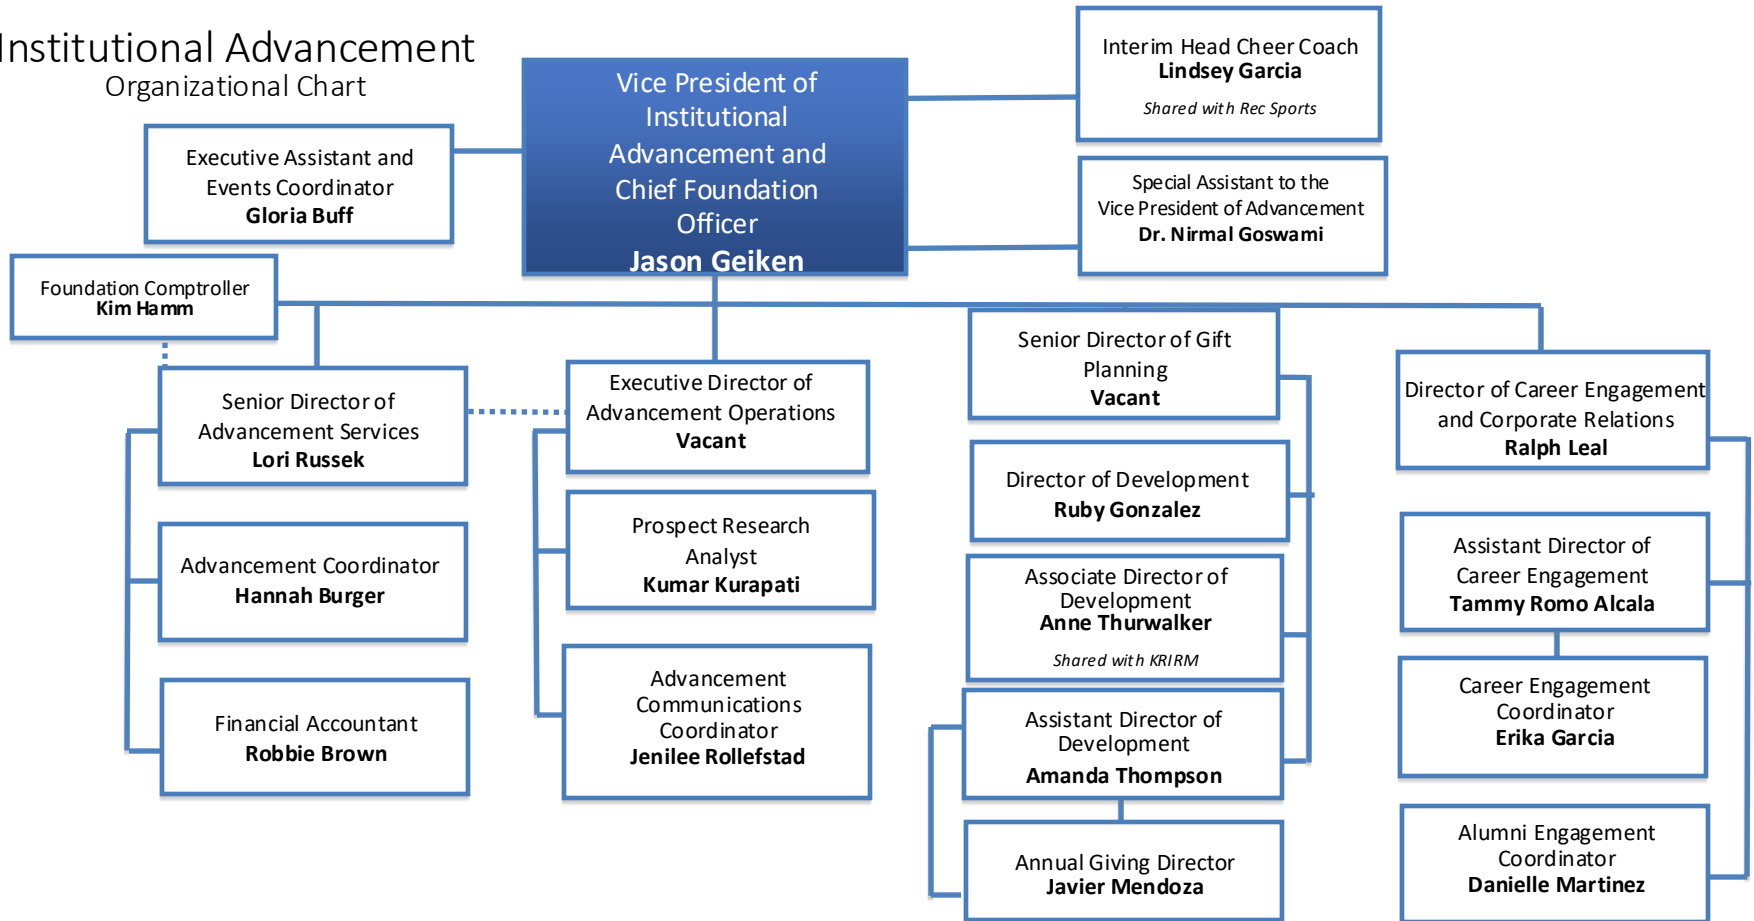 Institutional Advancement
Organizational Chart
Vice President of
Institutional
Advancement and
Chief Foundation
Officer
Jason Geiken
Interim Head Cheer Coach
Lindsey Garcia
Shared with Rec Sports
Executive Assistant and
Events Coordinator
Gloria Buff
Special Assistant to the
Vice President of Advancement
Dr. Nirmal Goswami
Foundation Comptroller
Kim Hamm
Senior Director of
Advancement Services
Lori Russek
Advancement Coordinator
Hannah Burger
Financial Accountant
Robbie Brown
Executive Director of
Advancement Operations
Vacant
Prospect Research
Analyst
Kumar Kurapati
Advancement
Communications
Coordinator
Jenilee Rollefstad
Senior Director of Gift
Planning
Vacant
Director of Development
Ruby Gonzalez
Associate Director of
Development
Anne Thurwalker
Shared with KRIRM
Assistant Director of
Development
Amanda Thompson
Annual Giving Director
Javier Mendoza
Director of Career Engagement
and Corporate Relations
Ralph Leal
Assistant Director of
Career Engagement
Tammy Romo Alcala
Career Engagement
Coordinator
Erika Garcia
Alumni Engagement
Coordinator
Danielle Martinez